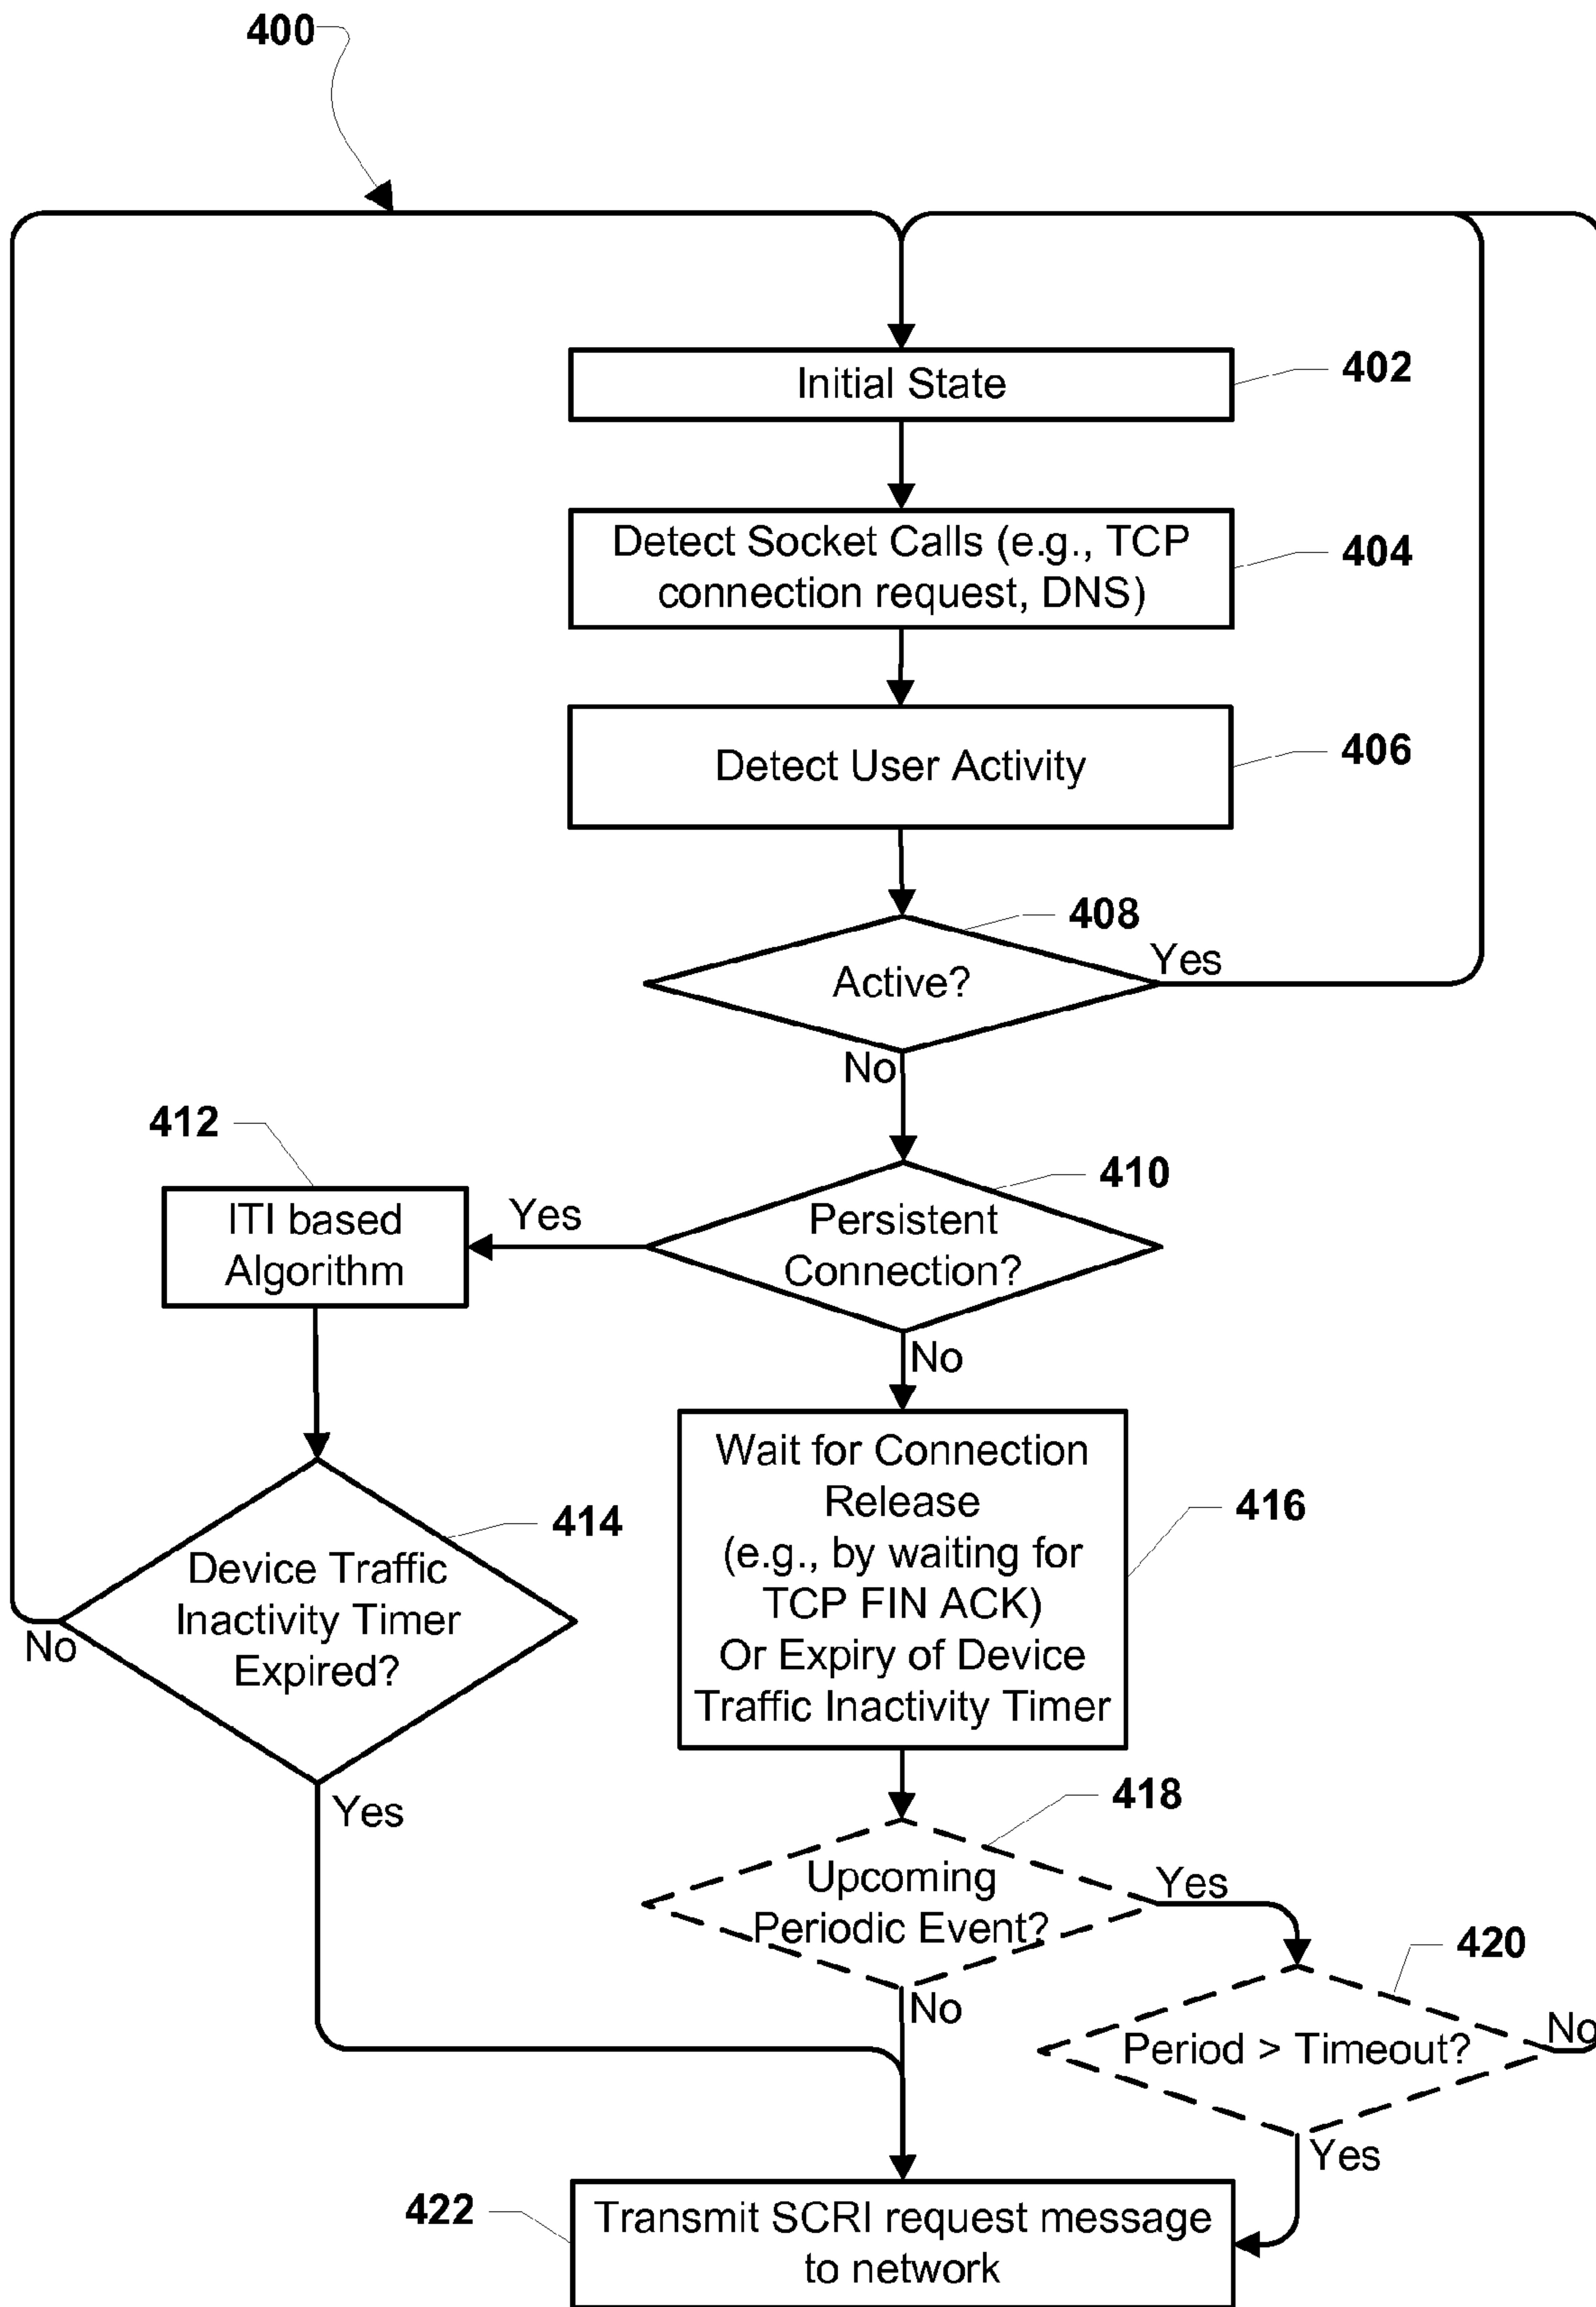 400
Initial State
402
Detect Socket Calls (e.g., TCP
connection request, DNS)
404
Detect User Activity
406
408
Active?
Yes
No
412
410
ITI based
Algorithm
Yes
Persistent
Connection?
No
Wait for Connection
Release
(e.g., by waiting for
TCP FIN ACK)
Or Expiry of Device
Traffic Inactivity Timer
416
414
Device Traffic
Inactivity Timer
Expired?
No
Yes
418
Upcoming
Periodic Event?
Yes
No
420
Period > Timeout?
No
Yes
422
Transmit SCRI request message
to network